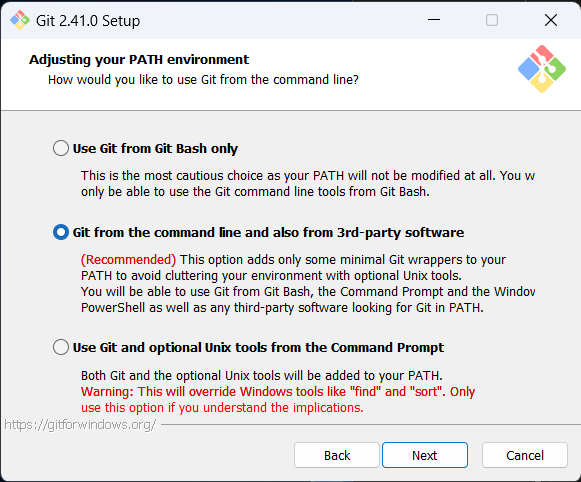 Git 2.41.0 Setup
Adjusting your PATH environment
How would you like to use Git from the command line?
Use Git from Git Bash only
This is the most cautious choice as your PATH will not be modified at all. You w
only be able to use the Git command line tools from Git Bash.
Git from the command line and also from 3rd-party software
(Recommended) This option adds only some minimal Git wrappers to your
PATH to avoid cluttering your environment with optional Unix tools.
You will be able to use Git from Git Bash, the Command Prompt and the Window
PowerShell as well as any third-party software looking for Git in PATH.
Use Git and optional Unix tools from the Command Prompt
Both Git and the optional Unix tools will be added to your PATH.
Warning: This will override Windows tools like "find" and "sort". Only
use this option if you understand the implications.
https://gitforwindows.org/
Back
Next
Cancel